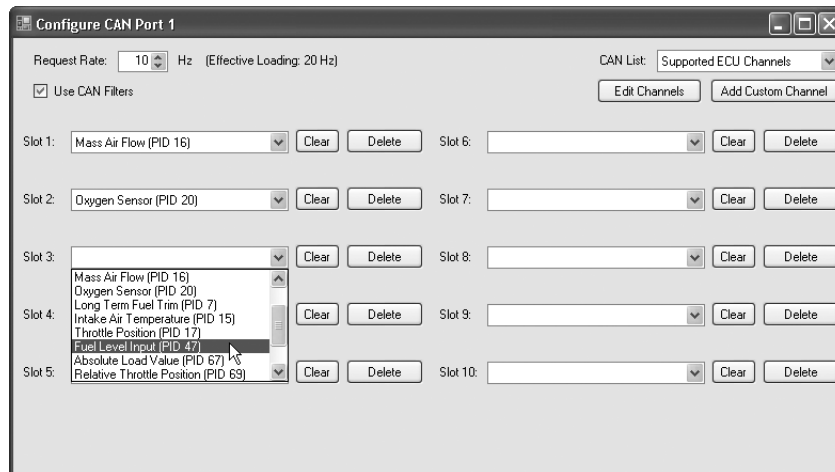 Configure CAN Port 1
Request Rate: 10 Hz (Effective Loading: 20 Hz) CAN List: Supported ECU Channels
Use CAN Filters Edit Channels Add Custom Channel
Slot 1: Mass Air Flow (PID 16) Clear Delete Slot 6: Clear Delete
Slot 2: Oxygen Sensor (PID 20) Clear Delete Slot 7: Clear Delete
Slot 3: Clear Delete Slot 8: Clear Delete
Mass Air Flow (PID 16)
Oxygen Sensor (PID 20)
Long Term Fuel Trim (PID 7)
Slot 4: Intake Air Temperature (PID 15) Clear Delete Slot 9: Clear Delete
Throttle Position (PID 17)
Fuel Level Input (PID 47)
Absolute Load Value (PID 67)
Slot 5: Relative Throttle Position (PID 69) Clear Delete Slot 10: Clear Delete